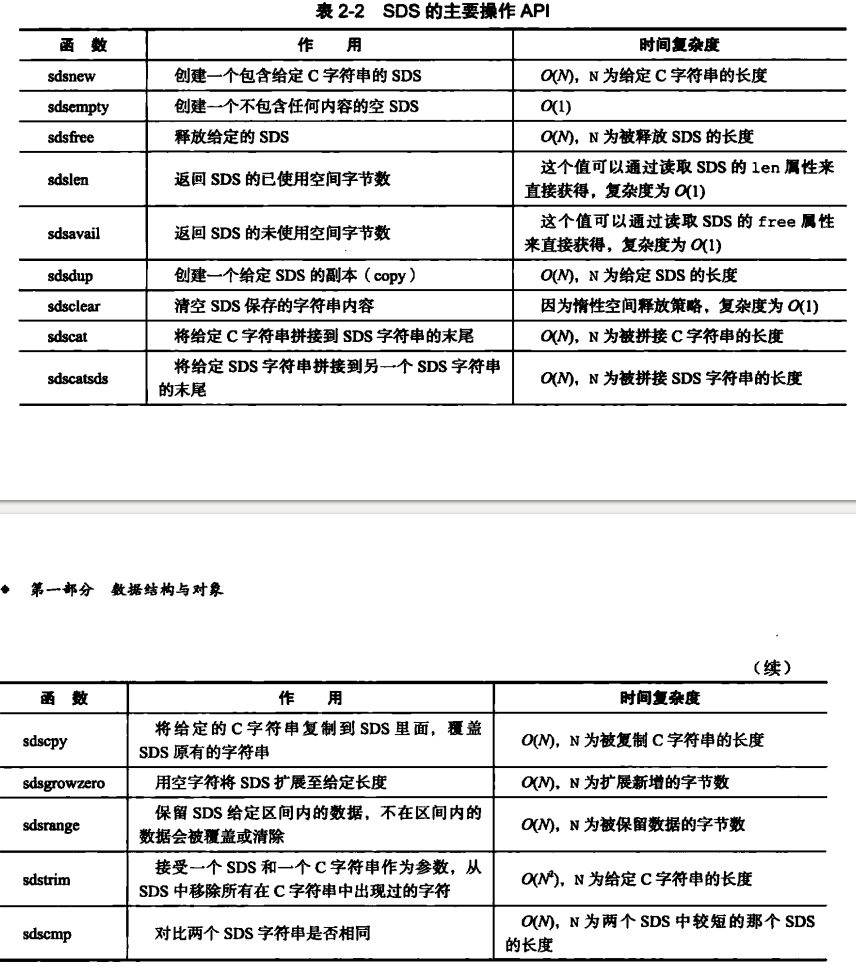 表 2-2 SDS 的主要操作 API
函 数 作 用 时间复杂度
sdsnew 创建一个包含给定 C 字符串的 SDS O(N)，N 为给定 C 字符串的长度
sdsempty 创建一个不包含任何内容的空 SDS O(1)
sdsfree 释放给定的 SDS O(N)，N 为被释放 SDS 的长度
sdslen 返回 SDS 的已使用空间字节数 这个值可以通过读取 SDS 的 len 属性来
直接获得，复杂度为 O(1)
sdsavail 返回 SDS 的未使用空间字节数 这个值可以通过读取 SDS 的 free 属性
来直接获得，复杂度为 O(1)
sdsdup 创建一个给定 SDS 的副本（copy） O(N)，N 为给定 SDS 的长度
sdsclear 清空 SDS 保存的字符串内容 因为惰性空间释放策略，复杂度为 O(1)
sdscat 将给定 C 字符串拼接到 SDS 字符串的末尾 O(N)，N 为被拼接 C 字符串的长度
sdscatsds 将给定 SDS 字符串拼接到另一个 SDS 字符串
的末尾 O(N)，N 为被拼接 SDS 字符串的长度
◆ 第一部分 数据结构与对象
（续）
函 数 作 用 时间复杂度
sdscpy 将给定的 C 字符串复制到 SDS 里面，覆盖
SDS 原有的字符串 O(N)，N 为被复制 C 字符串的长度
sdsgrowzero 用空字符将 SDS 扩展至给定长度 O(N)，N 为扩展新增的字节数
sdsrange 保留 SDS 给定区间内的数据，不在区间内的
数据会被覆盖或清除 O(N)，N 为被保留数据的字节数
sdstrim 接受一个 SDS 和一个 C 字符串作为参数，从
SDS 中移除所有在 C 字符串中出现过的字符 O(N²)，N 为给定 C 字符串的长度
sdscmp 对比两个 SDS 字符串是否相同 O(N)，N 为两个 SDS 中较短的那个 SDS
的长度